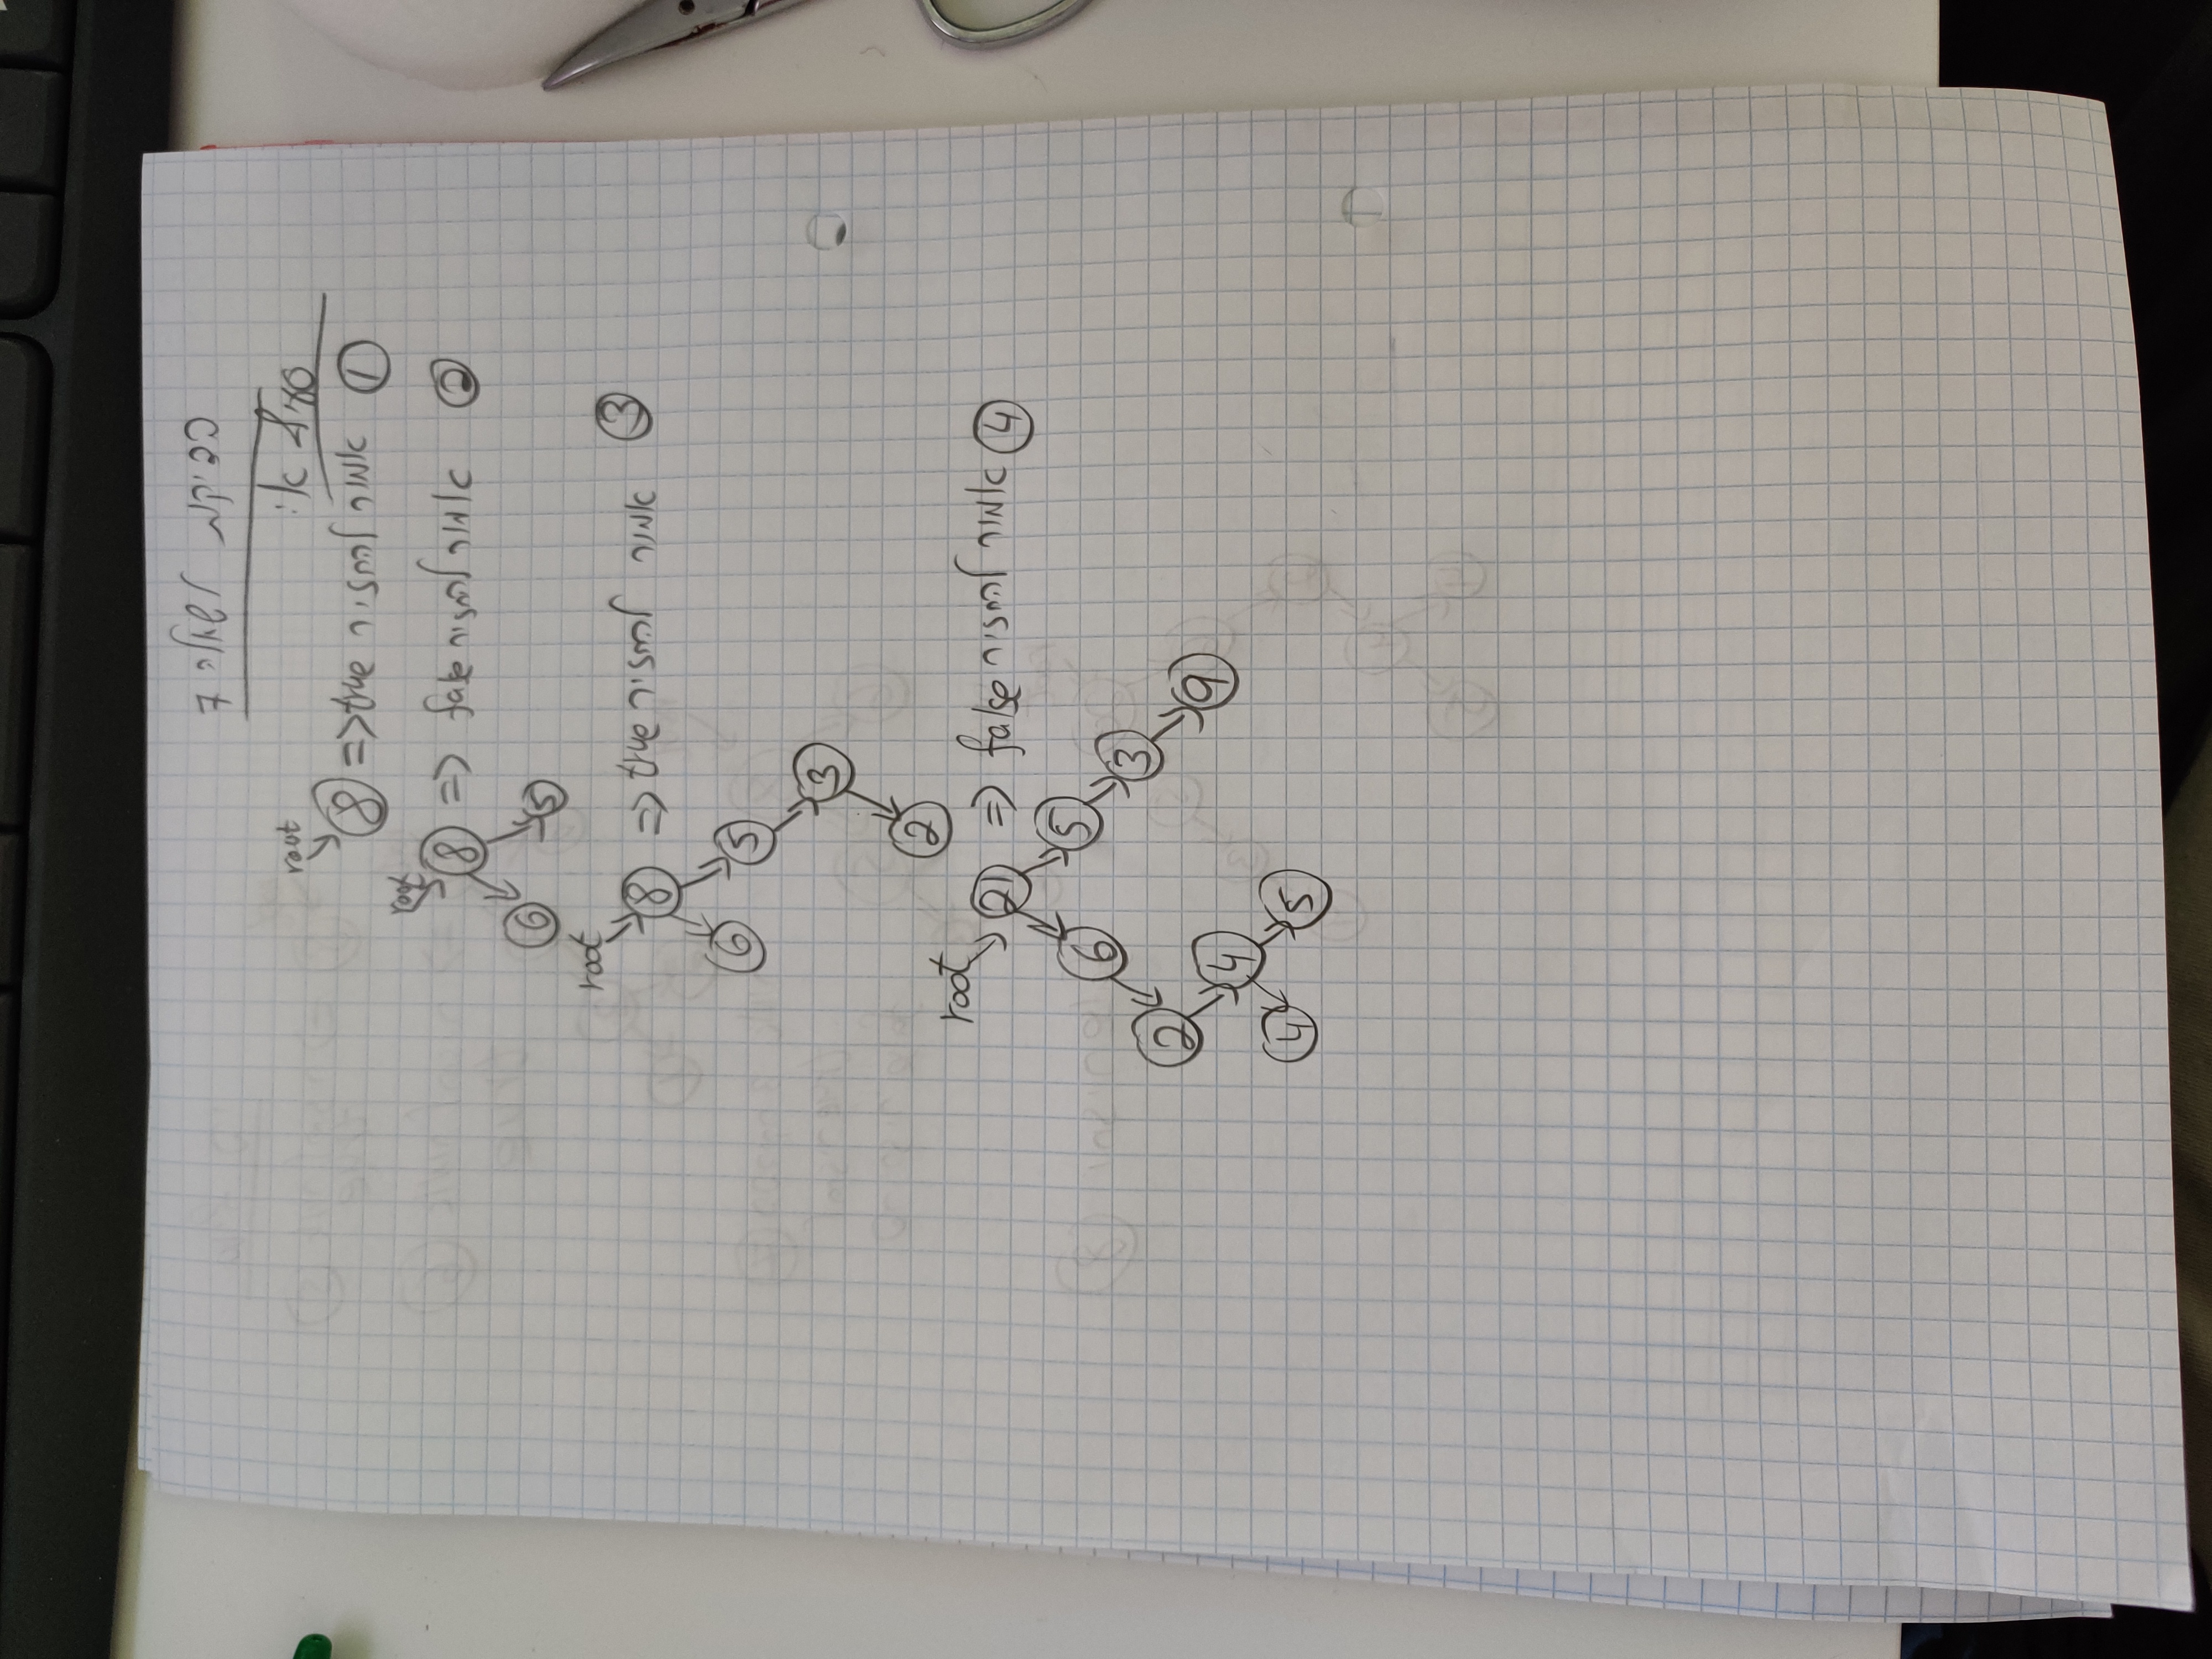 בדיקות לשאלה 7
סעיף א':
root
① אמור להחזיר true <= 8
root
② אמור להחזיר false <= 8
6 5
root
③ אמור להחזיר true <= 8
6 5
3
2
root
④ אמור להחזיר false <= 21
6 5
2 3
4 9
4 5